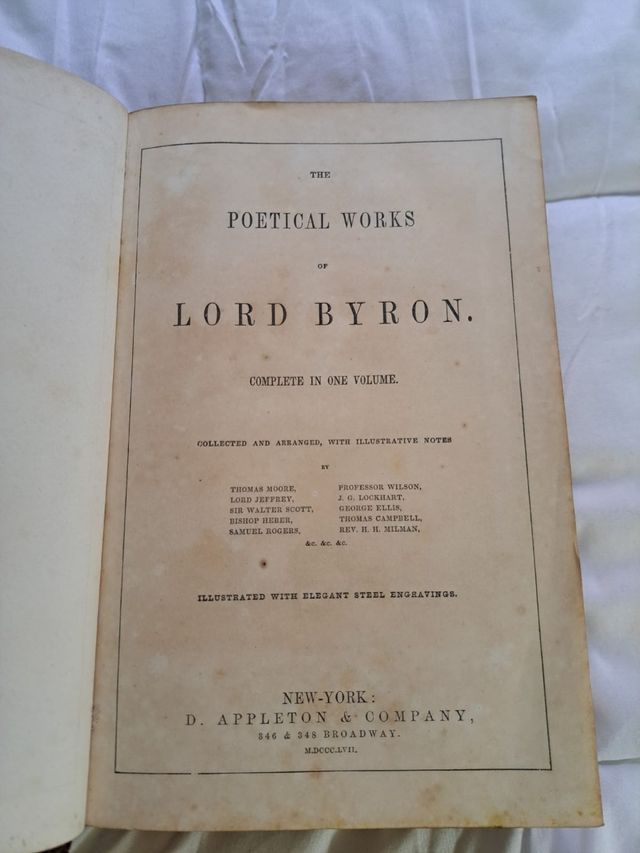 THE
POETICAL WORKS
OF
LORD BYRON.
COMPLETE IN ONE VOLUME.
COLLECTED AND ARRANGED, WITH ILLUSTRATIVE NOTES
BY
THOMAS MOORE,
LORD JEFFREY,
SIR WALTER SCOTT,
BISHOP HEBER,
SAMUEL ROGERS,
PROFESSOR WILSON,
J. G. LOCKHART,
GEORGE ELLIS,
THOMAS CAMPBELL,
REV. H. H. MILMAN,
&c. &c. &c.
ILLUSTRATED WITH ELEGANT STEEL ENGRAVINGS.
NEW-YORK:
D. APPLETON & COMPANY,
346 & 348 BROADWAY.
M.DCCC.LVII.